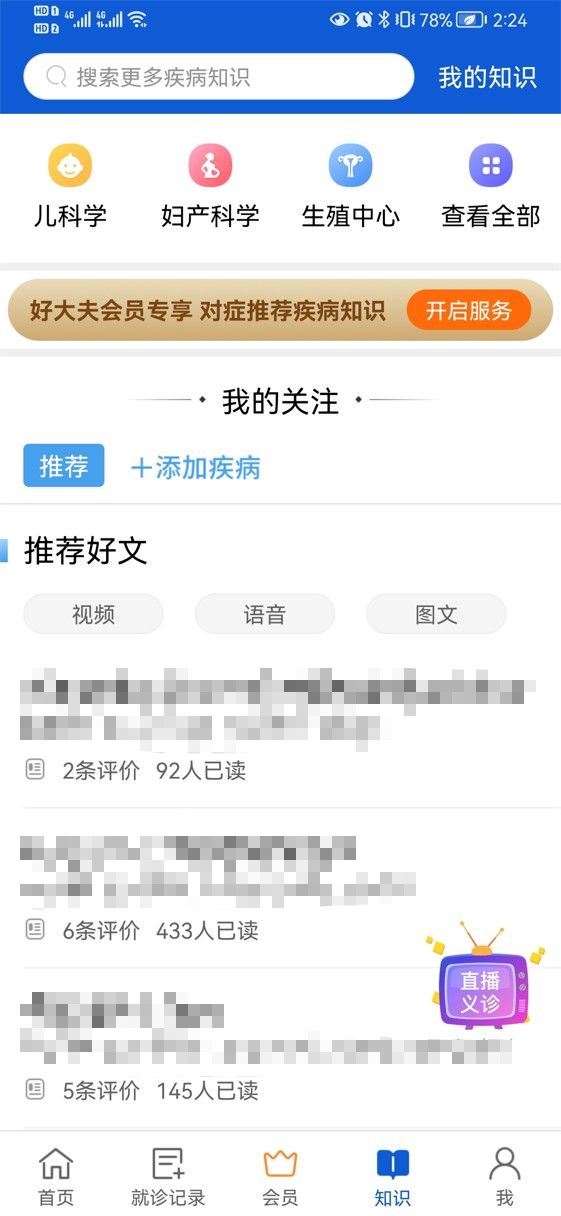 HD 1 4G 4G 78% 2:24
HD 2
搜索更多疾病知识 我的知识
儿科学 妇产科学 生殖中心 查看全部
好大夫会员专享 对症推荐疾病知识 开启服务
我的关注
推荐 +添加疾病
推荐好文
视频 语音 图文
2条评价 92人已读
6条评价 433人已读
直播
义诊
5条评价 145人已读
首页 就诊记录 会员 知识 我